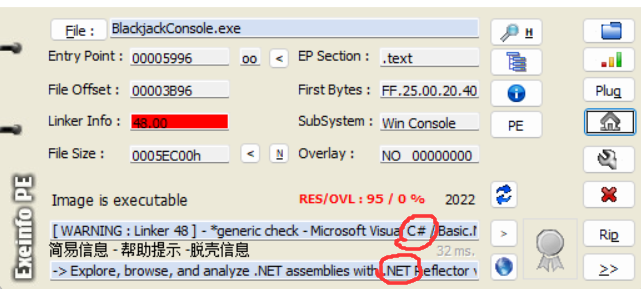 File : BlackjackConsole.exe H
Entry Point : 00005996 oo < EP Section : .text
File Offset : 00003B96 First Bytes : FF.25.00.20.40 Plug
Linker Info : 48.00 SubSystem : Win Console PE
File Size : 0005EC00h < N Overlay : NO 00000000
Image is executable RES/OVL : 95 / 0 % 2022
[ WARNING : Linker 48 ] - *generic check - Microsoft Visual C# / Basic. > Rip
简易信息 - 帮助提示 -脱壳信息 32 ms.
-> Explore, browse, and analyze .NET assemblies with .NET Reflector >>
Exeinfo PE